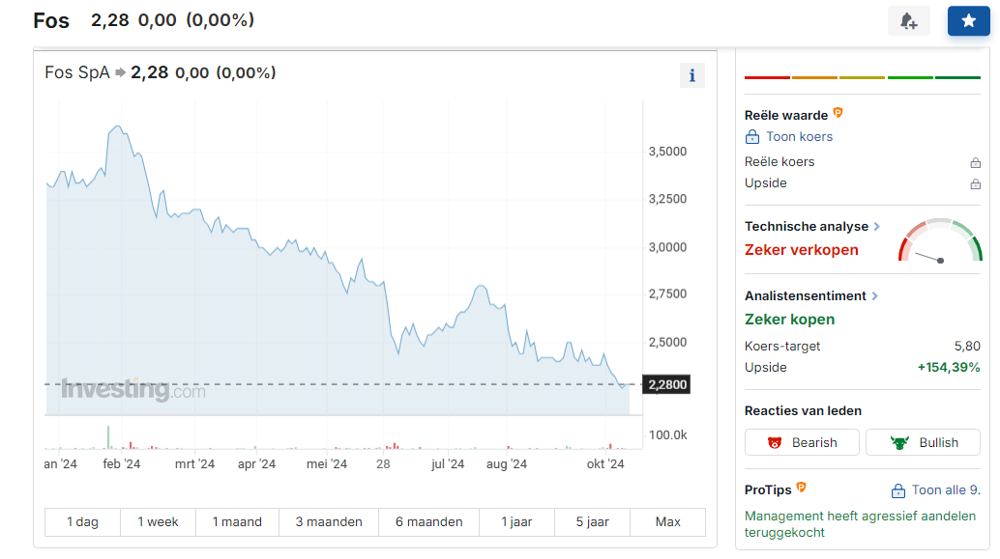 Fos 2,28 0,00 (0,00%)
Fos SpA 2,28 0,00 (0,00%)
3,5000
3,2500
3,0000
2,7500
2,5000
2,2800
Investing.com
100.0k
an '24 feb '24 mrt '24 apr '24 mei '24 28 jul '24 aug '24 okt '24
1 dag 1 week 1 maand 3 maanden 6 maanden 1 jaar 5 jaar Max
Reële waarde
Toon koers
Reële koers
Upside
Technische analyse
Zeker verkopen
Analistensentiment
Zeker kopen
Koers-target 5,80
Upside +154,39%
Reacties van leden
Bearish Bullish
ProTips Toon alle 9.
Management heeft agressief aandelen
teruggekocht